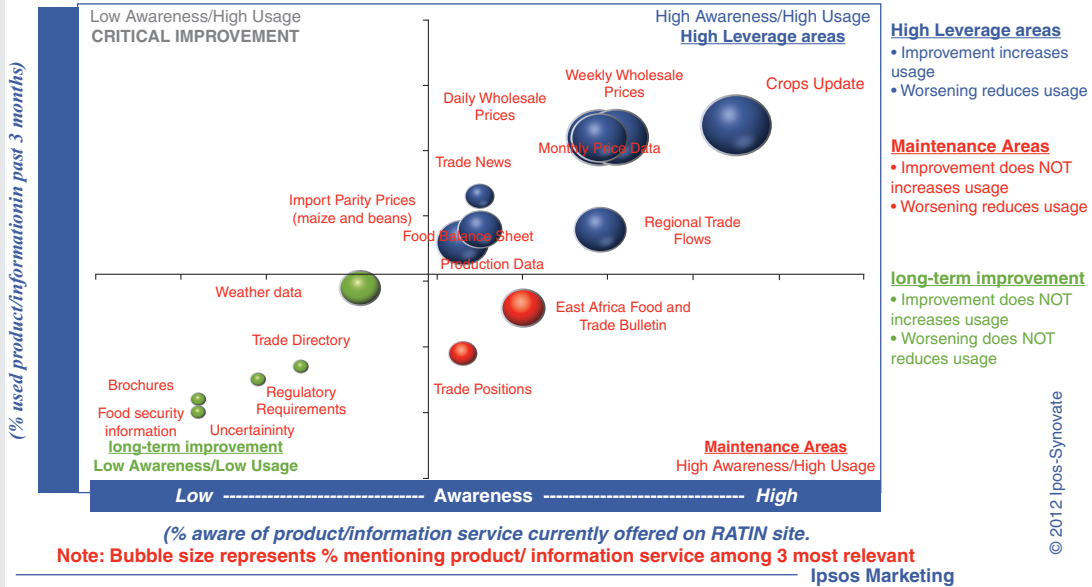 Low Awareness/High Usage
CRITICAL IMPROVEMENT
High Awareness/High Usage
High Leverage areas
Weekly Wholesale
Prices
Crops Update
Daily Wholesale
Prices
Monthly Price Data
Trade News
Import Parity Prices
(maize and beans)
Food Balance Sheet
Regional Trade
Flows
Production Data
Weather data
East Africa Food and
Trade Bulletin
Trade Directory
Trade Positions
Brochures
Regulatory
Requirements
Food security
information
Uncertaininty
long-term improvement
Low Awareness/Low Usage
Maintenance Areas
High Awareness/High Usage
(% used product/informationin past 3 months)
Low ------------------------------- Awareness ------------------------------- High
(% aware of product/information service currently offered on RATIN site.
Note: Bubble size represents % mentioning product/ information service among 3 most relevant
Ipsos Marketing
High Leverage areas
• Improvement increases
usage
• Worsening reduces usage
Maintenance Areas
• Improvement does NOT
increases usage
• Worsening reduces usage
long-term improvement
• Improvement does NOT
increases usage
• Worsening does NOT
reduces usage
© 2012 Ipos-Synovate